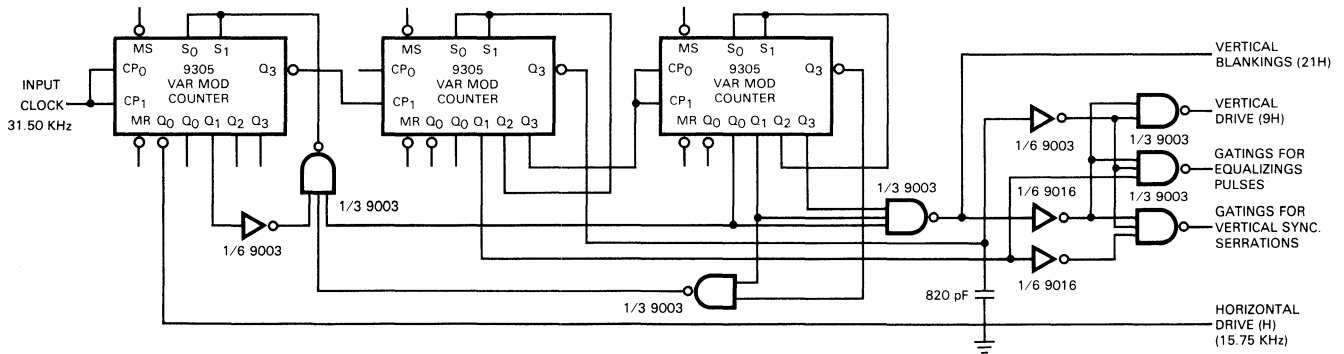 MS S0 S1
CP0 9305 Q3
VAR MOD
COUNTER
CP1
MR Q0 Q0 Q1 Q2 Q3
MS S0 S1
CP0 9305 Q3
VAR MOD
COUNTER
CP1
MR Q0 Q0 Q1 Q2 Q3
MS S0 S1
CP0 9305 Q3
VAR MOD
COUNTER
CP1
MR Q0 Q0 Q1 Q2 Q3
INPUT
CLOCK
31.50 KHz
1/3 9003
1/6 9003
1/3 9003
1/3 9003
1/6 9003
1/6 9016
1/6 9016
820 pF
1/3 9003
1/3 9003
VERTICAL
BLANKINGS (21H)
VERTICAL
DRIVE (9H)
GATINGS FOR
EQUALIZINGS
PULSES
GATINGS FOR
VERTICAL SYNC.
SERRATIONS
HORIZONTAL
DRIVE (H)
(15.75 KHz)